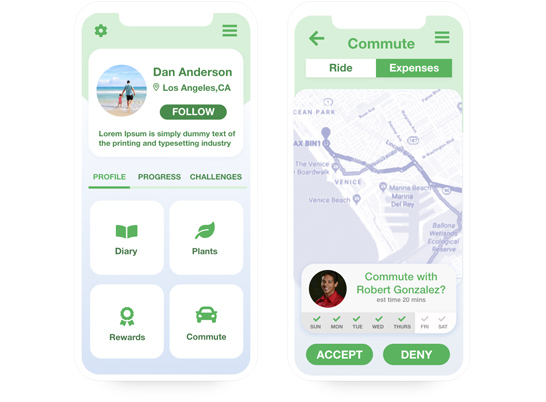 Dan Anderson
Los Angeles,CA
FOLLOW
Lorem Ipsum is simply dummy text of
the printing and typesetting industry
PROFILE PROGRESS CHALLENGES
Diary
Plants
Rewards
Commute
Commute
Ride Expenses
OCEAN PARK
AX BIN1
The Venice
Boardwalk
VENICE
Venice Beach
Marina Beach
Marina
Del Rey
Ballona
Wetlands
Ecological
Reserve
Commute with
Robert Gonzalez?
est time 20 mins
SUN MON TUE WED THURS FRI SAT
ACCEPT DENY